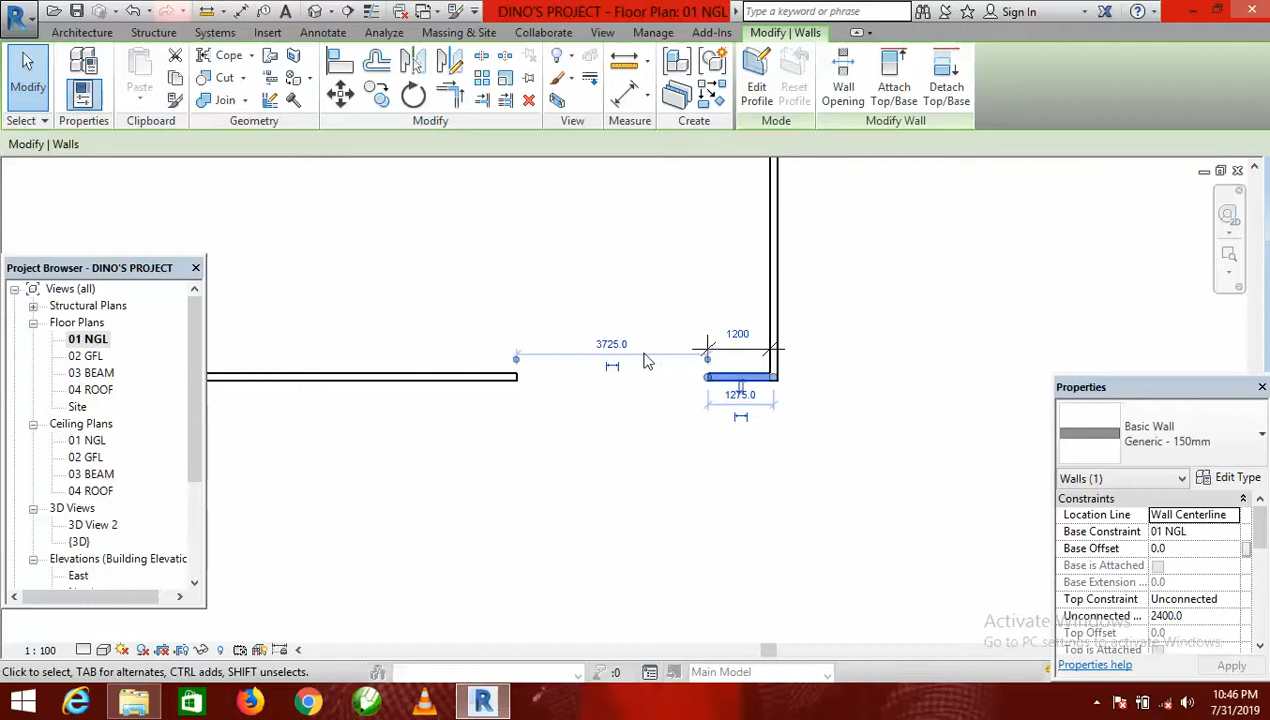 DINO'S PROJECT - Floor Plan: 01 NGL
Type a keyword or phrase
Sign In
Architecture Structure Systems Insert Annotate Analyze Massing & Site Collaborate View Manage Add-Ins Modify | Walls
Modify
Paste
Cope
Cut
Join
Edit Profile
Reset Profile
Wall Opening
Attach Top/Base
Detach Top/Base
Select Properties Clipboard Geometry Modify View Measure Create Mode Modify Wall
Modify | Walls
2D
Project Browser - DINO'S PROJECT
Views (all)
Structural Plans
Floor Plans
01 NGL
02 GFL
03 BEAM
04 ROOF
Site
Ceiling Plans
01 NGL
02 GFL
03 BEAM
04 ROOF
3D Views
3D View 2
{3D}
Elevations (Building Elevatic
East
3725.0
1200
1275.0
Properties
Basic Wall
Generic - 150mm
Walls (1)
Edit Type
Constraints
Location Line Wall Centerline
Base Constraint 01 NGL
Base Offset 0.0
Base is Attached
Base Extension ... 0.0
Top Constraint Unconnected
Unconnected ... 2400.0
Top Offset 0.0
Top is Attached
Properties help
Apply
Activate Windows
Go to PC settings to activate Windows.
1 : 100
Click to select, TAB for alternates, CTRL adds, SHIFT unselects.
:0
Main Model
10:46 PM
7/31/2019